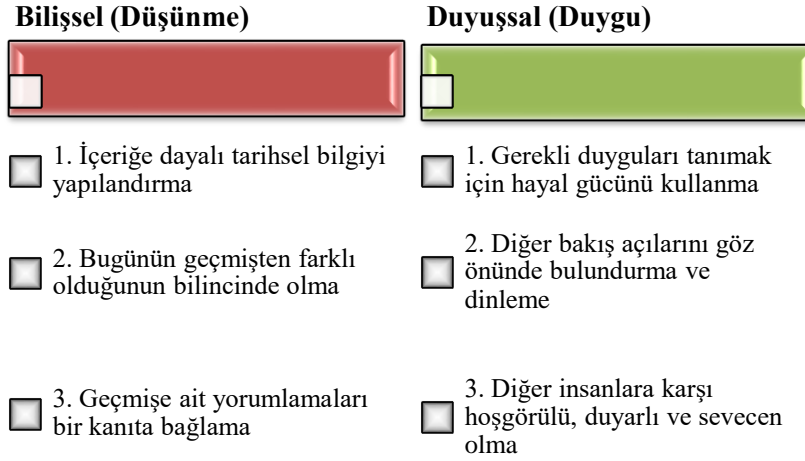 Bilişsel (Düşünme)
1. İçeriğe dayalı tarihsel bilgiyi
yapılandırma
2. Bugünün geçmişten farklı
olduğunun bilincinde olma
3. Geçmişe ait yorumlamaları
bir kanıta bağlama
Duyuşsal (Duygu)
1. Gerekli duyguları tanımak
için hayal gücünü kullanma
2. Diğer bakış açılarını göz
önünde bulundurma ve
dinleme
3. Diğer insanlara karşı
hoşgörülü, duyarlı ve sevecen
olma